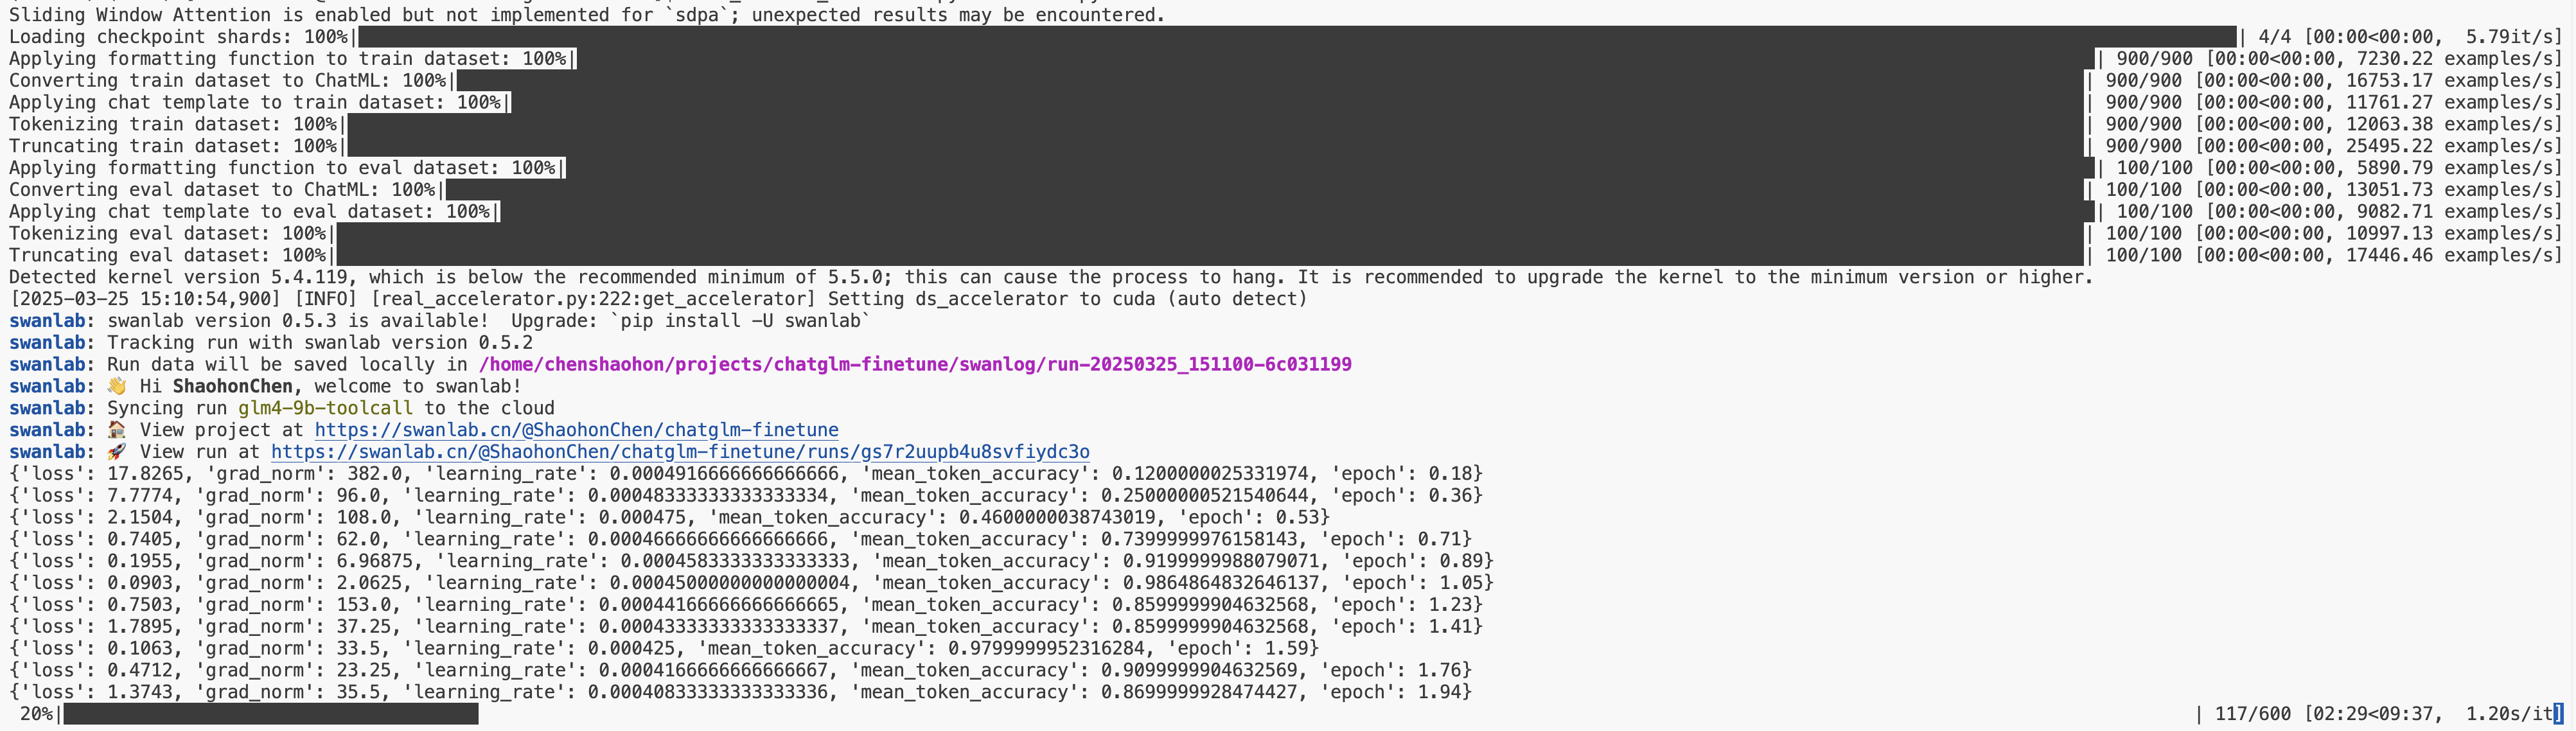 Sliding Window Attention is enabled but not implemented for `sdpa`; unexpected results may be encountered.
Loading checkpoint shards: 100%| | 4/4 [00:00<00:00,  5.79it/s]
Applying formatting function to train dataset: 100%| | 900/900 [00:00<00:00, 7230.22 examples/s]
Converting train dataset to ChatML: 100%| | 900/900 [00:00<00:00, 16753.17 examples/s]
Applying chat template to train dataset: 100%| | 900/900 [00:00<00:00, 11761.27 examples/s]
Tokenizing train dataset: 100%| | 900/900 [00:00<00:00, 12063.38 examples/s]
Truncating train dataset: 100%| | 900/900 [00:00<00:00, 25495.22 examples/s]
Applying formatting function to eval dataset: 100%| | 100/100 [00:00<00:00, 5890.79 examples/s]
Converting eval dataset to ChatML: 100%| | 100/100 [00:00<00:00, 13051.73 examples/s]
Applying chat template to eval dataset: 100%| | 100/100 [00:00<00:00, 9082.71 examples/s]
Tokenizing eval dataset: 100%| | 100/100 [00:00<00:00, 10997.13 examples/s]
Truncating eval dataset: 100%| | 100/100 [00:00<00:00, 17446.46 examples/s]
Detected kernel version 5.4.119, which is below the recommended minimum of 5.5.0; this can cause the process to hang. It is recommended to upgrade the kernel to the minimum version or higher.
[2025-03-25 15:10:54,900] [INFO] [real_accelerator.py:222:get_accelerator] Setting ds_accelerator to cuda (auto detect)
swanlab: swanlab version 0.5.3 is available!  Upgrade: `pip install -U swanlab`
swanlab: Tracking run with swanlab version 0.5.2
swanlab: Run data will be saved locally in /home/chenshaohon/projects/chatglm-finetune/swanlog/run-20250325_151100-6c031199
swanlab: 👋 Hi ShaohonChen, welcome to swanlab!
swanlab: Syncing run glm4-9b-toolcall to the cloud
swanlab: 🏠 View project at https://swanlab.cn/@ShaohonChen/chatglm-finetune
swanlab: 🚀 View run at https://swanlab.cn/@ShaohonChen/chatglm-finetune/runs/gs7r2uupb4u8svfiydc3o
{'loss': 17.8265, 'grad_norm': 382.0, 'learning_rate': 0.0004916666666666666, 'mean_token_accuracy': 0.1200000025331974, 'epoch': 0.18}
{'loss': 7.7774, 'grad_norm': 96.0, 'learning_rate': 0.00048333333333333334, 'mean_token_accuracy': 0.25000000521540644, 'epoch': 0.36}
{'loss': 2.1504, 'grad_norm': 108.0, 'learning_rate': 0.000475, 'mean_token_accuracy': 0.4600000038743019, 'epoch': 0.53}
{'loss': 0.7405, 'grad_norm': 62.0, 'learning_rate': 0.00046666666666666666, 'mean_token_accuracy': 0.7399999976158143, 'epoch': 0.71}
{'loss': 0.1955, 'grad_norm': 6.96875, 'learning_rate': 0.0004583333333333333, 'mean_token_accuracy': 0.9199999988079071, 'epoch': 0.89}
{'loss': 0.0903, 'grad_norm': 2.0625, 'learning_rate': 0.00045000000000000004, 'mean_token_accuracy': 0.9864864832646137, 'epoch': 1.05}
{'loss': 0.7503, 'grad_norm': 153.0, 'learning_rate': 0.00044166666666666665, 'mean_token_accuracy': 0.8599999904632568, 'epoch': 1.23}
{'loss': 1.7895, 'grad_norm': 37.25, 'learning_rate': 0.00043333333333333337, 'mean_token_accuracy': 0.8599999904632568, 'epoch': 1.41}
{'loss': 0.1063, 'grad_norm': 33.5, 'learning_rate': 0.000425, 'mean_token_accuracy': 0.9799999952316284, 'epoch': 1.59}
{'loss': 0.4712, 'grad_norm': 23.25, 'learning_rate': 0.0004166666666666667, 'mean_token_accuracy': 0.9099999904632569, 'epoch': 1.76}
{'loss': 1.3743, 'grad_norm': 35.5, 'learning_rate': 0.00040833333333333336, 'mean_token_accuracy': 0.8699999928474427, 'epoch': 1.94}
 20%| | 117/600 [02:29<09:37,  1.20s/it]